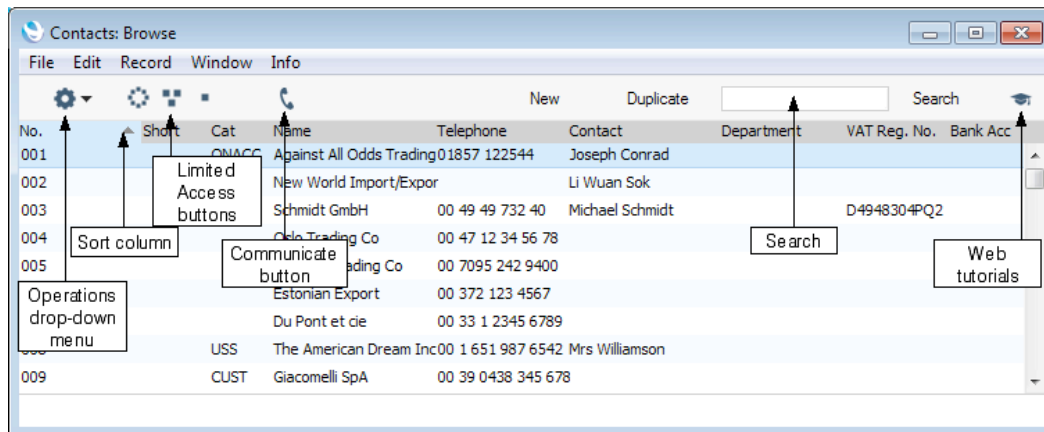 Contacts: Browse
File Edit Record Window Info
New Duplicate Search
No. Short Cat Name Telephone Contact Department VAT Reg. No. Bank Acc
001 ONACC Against All Odds Trading 01857 122544 Joseph Conrad
002 New World Import/Expor Li Wuan Sok
003 Schmidt GmbH 00 49 49 732 40 Michael Schmidt D4948304PQ2
004 Oslo Trading Co 00 47 12 34 56 78
005 ading Co 00 7095 242 9400
Estonian Export 00 372 123 4567
Du Pont et cie 00 33 1 2345 6789
USS The American Dream Inc 00 1 651 987 6542 Mrs Williamson
009 CUST Giacomelli SpA 00 39 0438 345 678
Limited
Access
buttons
Sort column
Communicate
button
Search
Web
tutorials
Operations
drop-down
menu